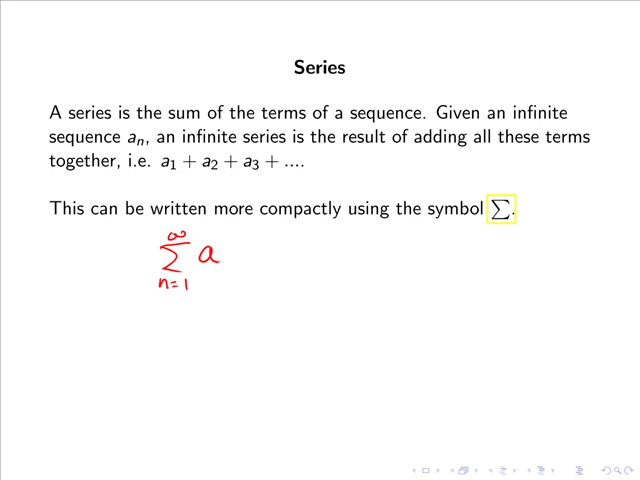 Series
A series is the sum of the terms of a sequence. Given an infinite
sequence aₙ, an infinite series is the result of adding all these terms
together, i.e. a₁ + a₂ + a₃ + ....
This can be written more compactly using the symbol ∑.
∞
∑ a
n=1